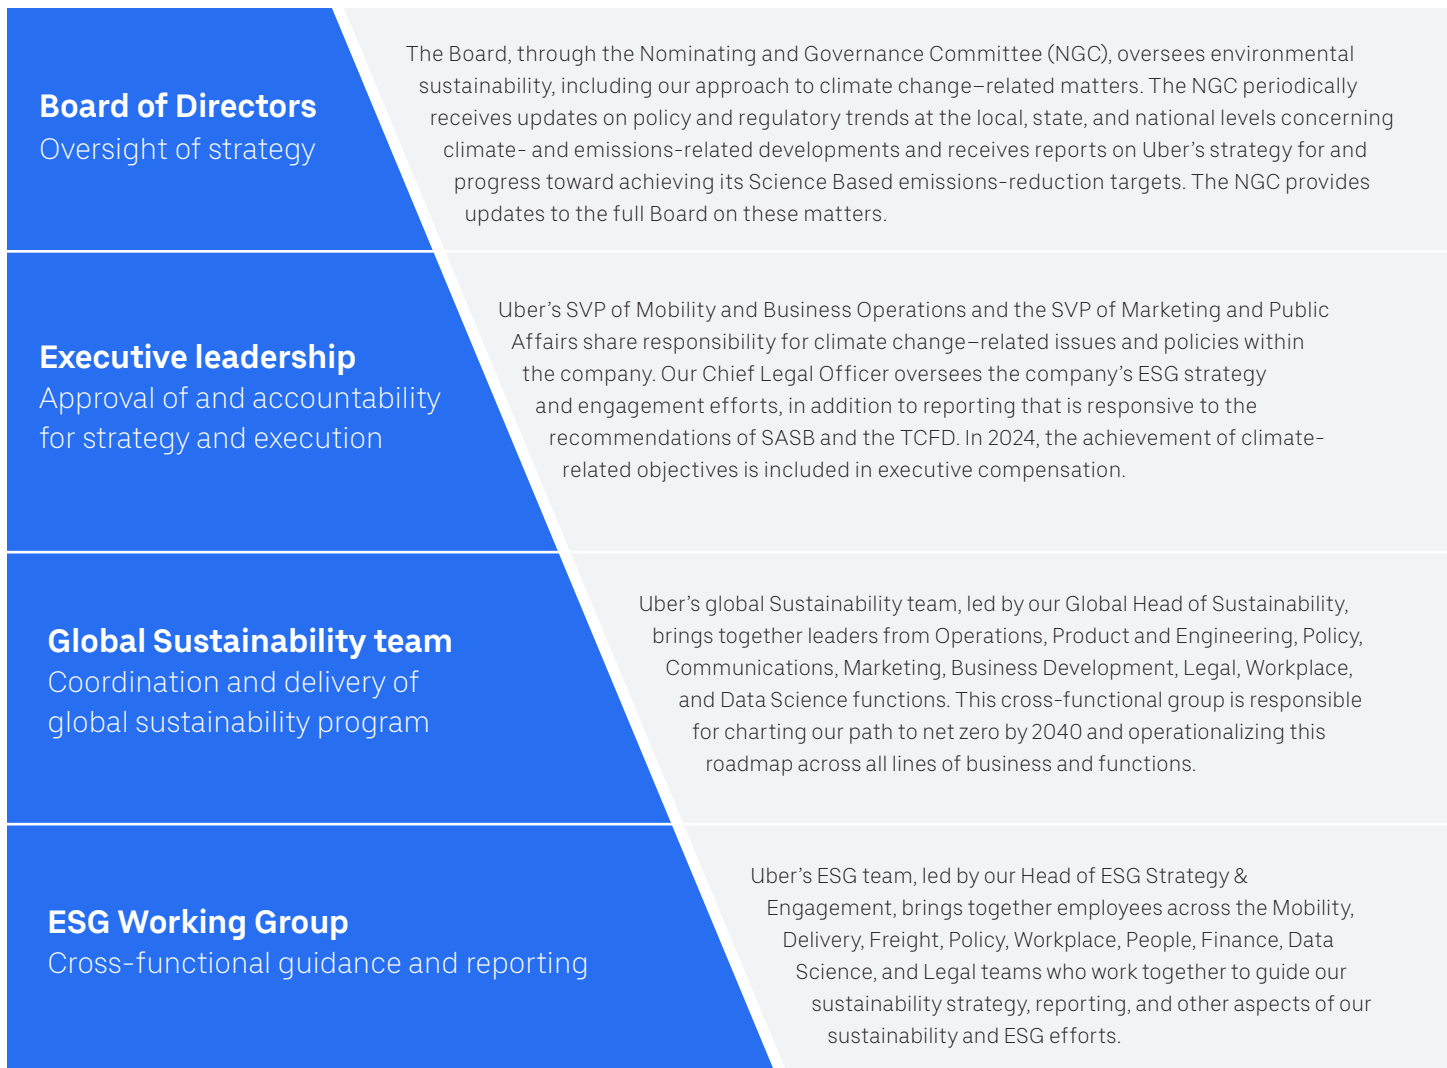 Board of Directors
Oversight of strategy
The Board, through the Nominating and Governance Committee (NGC), oversees environmental
sustainability, including our approach to climate change–related matters. The NGC periodically
receives updates on policy and regulatory trends at the local, state, and national levels concerning
climate- and emissions-related developments and receives reports on Uber’s strategy for and
progress toward achieving its Science Based emissions-reduction targets. The NGC provides
updates to the full Board on these matters.
Executive leadership
Approval of and accountability
for strategy and execution
Uber’s SVP of Mobility and Business Operations and the SVP of Marketing and Public
Affairs share responsibility for climate change–related issues and policies within
the company. Our Chief Legal Officer oversees the company’s ESG strategy
and engagement efforts, in addition to reporting that is responsive to the
recommendations of SASB and the TCFD. In 2024, the achievement of climate-
related objectives is included in executive compensation.
Global Sustainability team
Coordination and delivery of
global sustainability program
Uber’s global Sustainability team, led by our Global Head of Sustainability,
brings together leaders from Operations, Product and Engineering, Policy,
Communications, Marketing, Business Development, Legal, Workplace,
and Data Science functions. This cross-functional group is responsible
for charting our path to net zero by 2040 and operationalizing this
roadmap across all lines of business and functions.
ESG Working Group
Cross-functional guidance and reporting
Uber’s ESG team, led by our Head of ESG Strategy &
Engagement, brings together employees across the Mobility,
Delivery, Freight, Policy, Workplace, People, Finance, Data
Science, and Legal teams who work together to guide our
sustainability strategy, reporting, and other aspects of our
sustainability and ESG efforts.